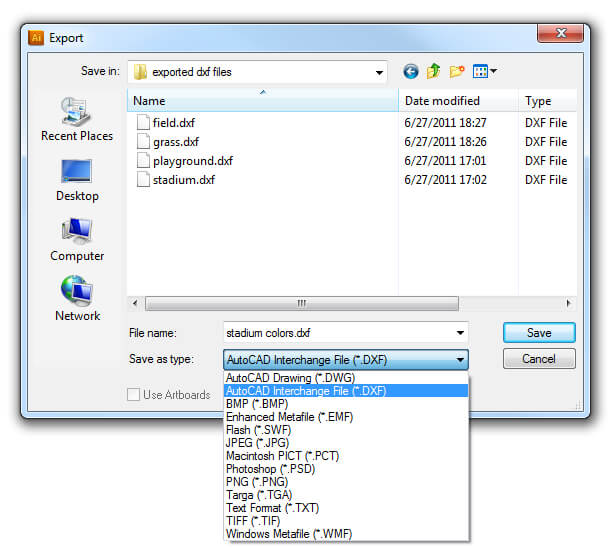 Ai Export
Save in: exported dxf files
Name Date modified Type
field.dxf 6/27/2011 18:27 DXF File
grass.dxf 6/27/2011 18:26 DXF File
playground.dxf 6/27/2011 17:01 DXF File
stadium.dxf 6/27/2011 17:02 DXF File
Recent Places
Desktop
Computer
Network
File name: stadium colors.dxf Save
Save as type: AutoCAD Interchange File (*.DXF) Cancel
Use Artboards
AutoCAD Drawing (*.DWG)
AutoCAD Interchange File (*.DXF)
BMP (*.BMP)
Enhanced Metafile (*.EMF)
Flash (*.SWF)
JPEG (*.JPG)
Macintosh PICT (*.PCT)
Photoshop (*.PSD)
PNG (*.PNG)
Targa (*.TGA)
Text Format (*.TXT)
TIFF (*.TIF)
Windows Metafile (*.WMF)